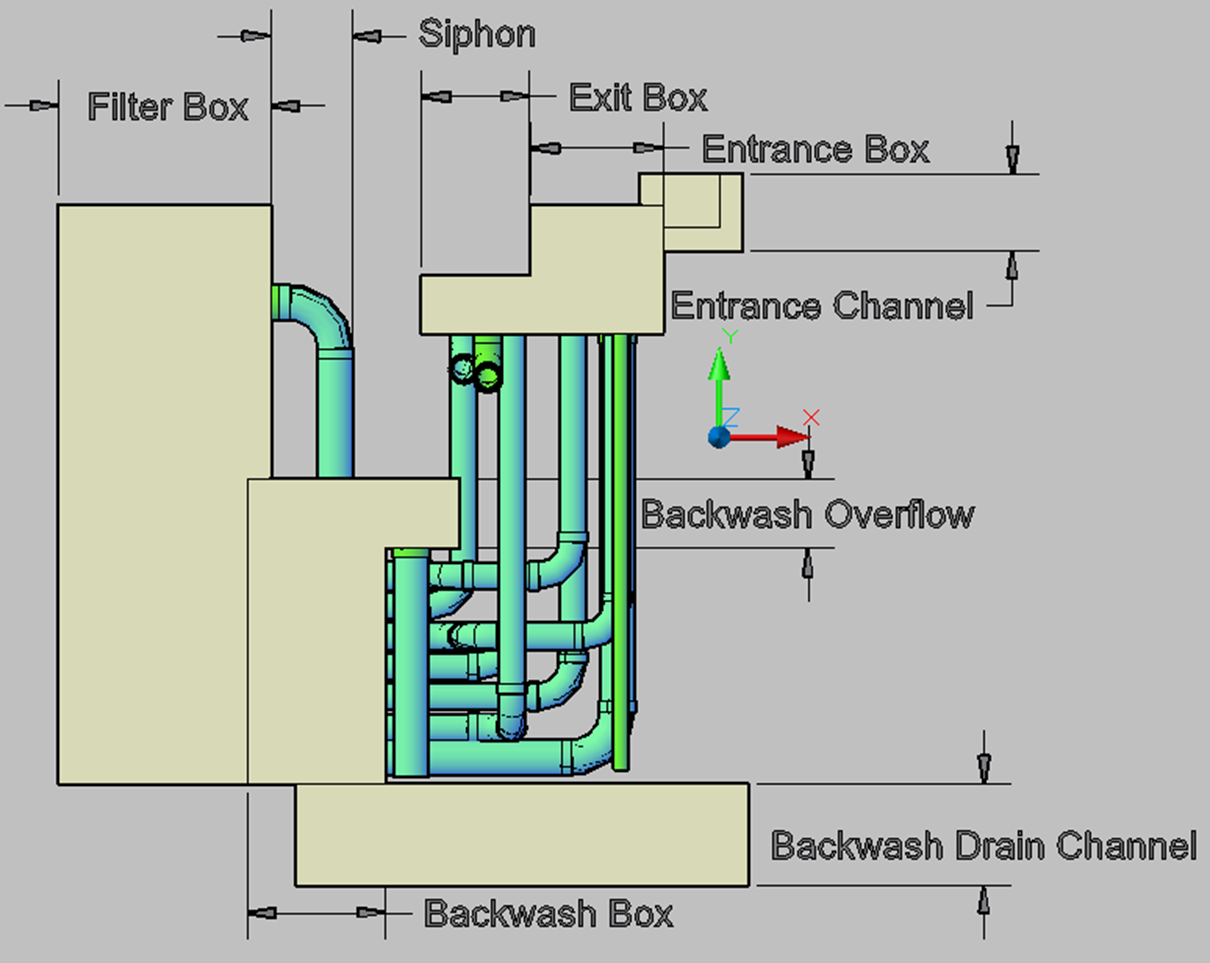 Siphon
Filter Box
Exit Box
Entrance Box
Entrance Channel
Y
Z
X
Backwash Overflow
Backwash Drain Channel
Backwash Box